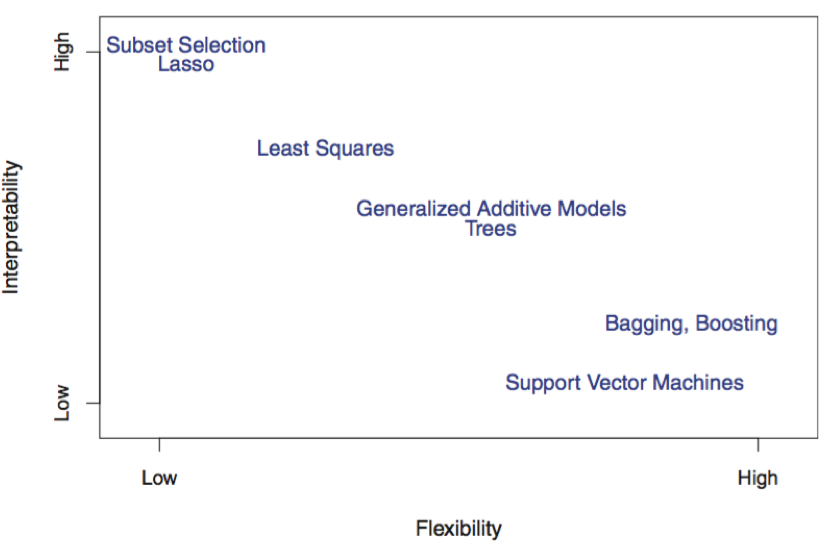 High
Subset Selection
Lasso
Least Squares
Interpretability
Generalized Additive Models
Trees
Bagging, Boosting
Support Vector Machines
Low
Low
High
Flexibility